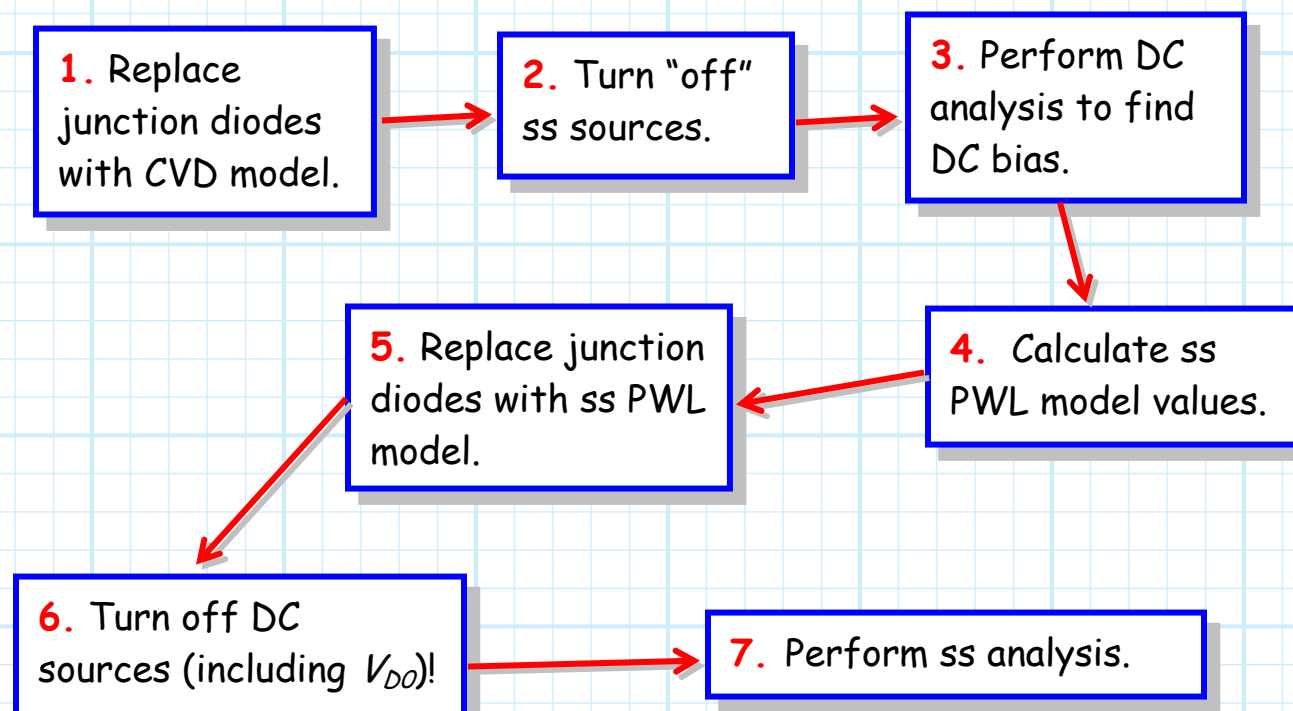 1. Replace
junction diodes
with CVD model.
2. Turn “off”
ss sources.
3. Perform DC
analysis to find
DC bias.
4. Calculate ss
PWL model values.
5. Replace junction
diodes with ss PWL
model.
6. Turn off DC
sources (including V_{D0})!
7. Perform ss analysis.